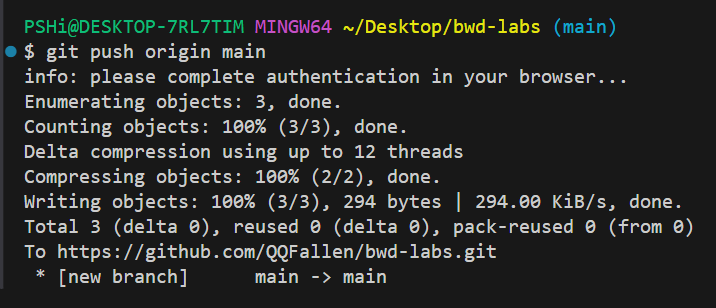 PSHi@DESKTOP-7RL7TIM MINGW64 ~/Desktop/bwd-labs (main)
$ git push origin main
info: please complete authentication in your browser...
Enumerating objects: 3, done.
Counting objects: 100% (3/3), done.
Delta compression using up to 12 threads
Compressing objects: 100% (2/2), done.
Writing objects: 100% (3/3), 294 bytes | 294.00 KiB/s, done.
Total 3 (delta 0), reused 0 (delta 0), pack-reused 0 (from 0)
To https://github.com/QQFallen/bwd-labs.git
 * [new branch]      main -> main